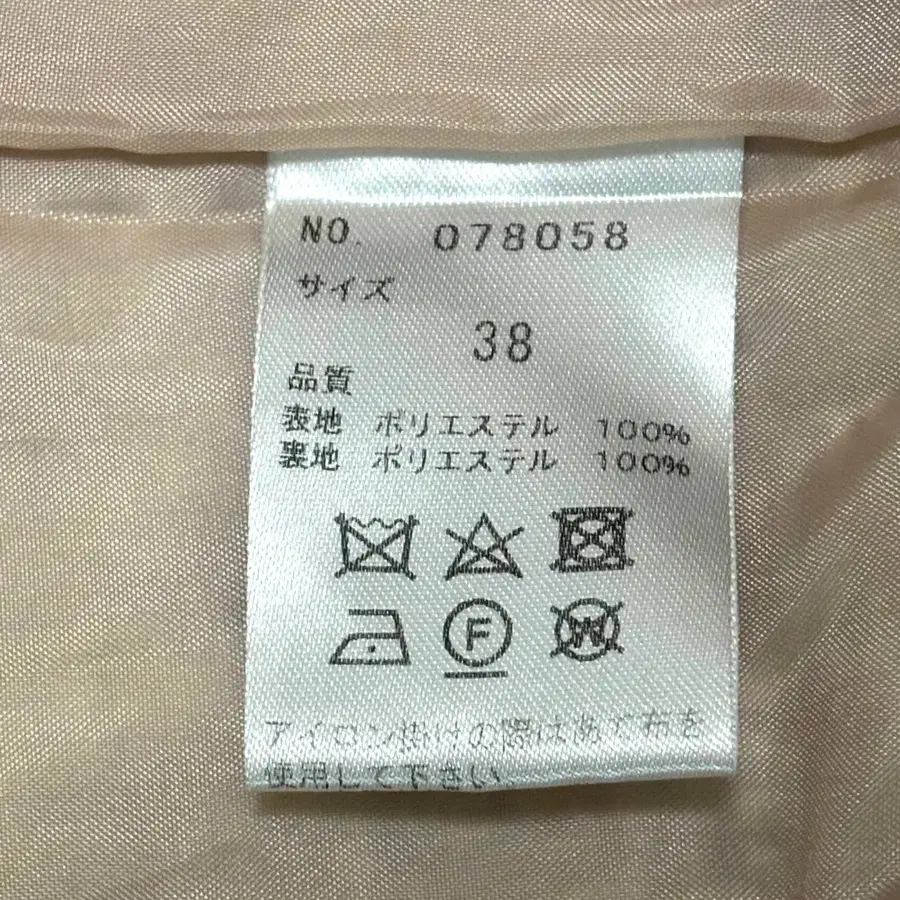 NO. 078058
サイズ
38
品質
表地 ポリエステル 100%
裏地 ポリエステル 100%
F
W
アイロン掛けの際はあて布を
使用して下さい